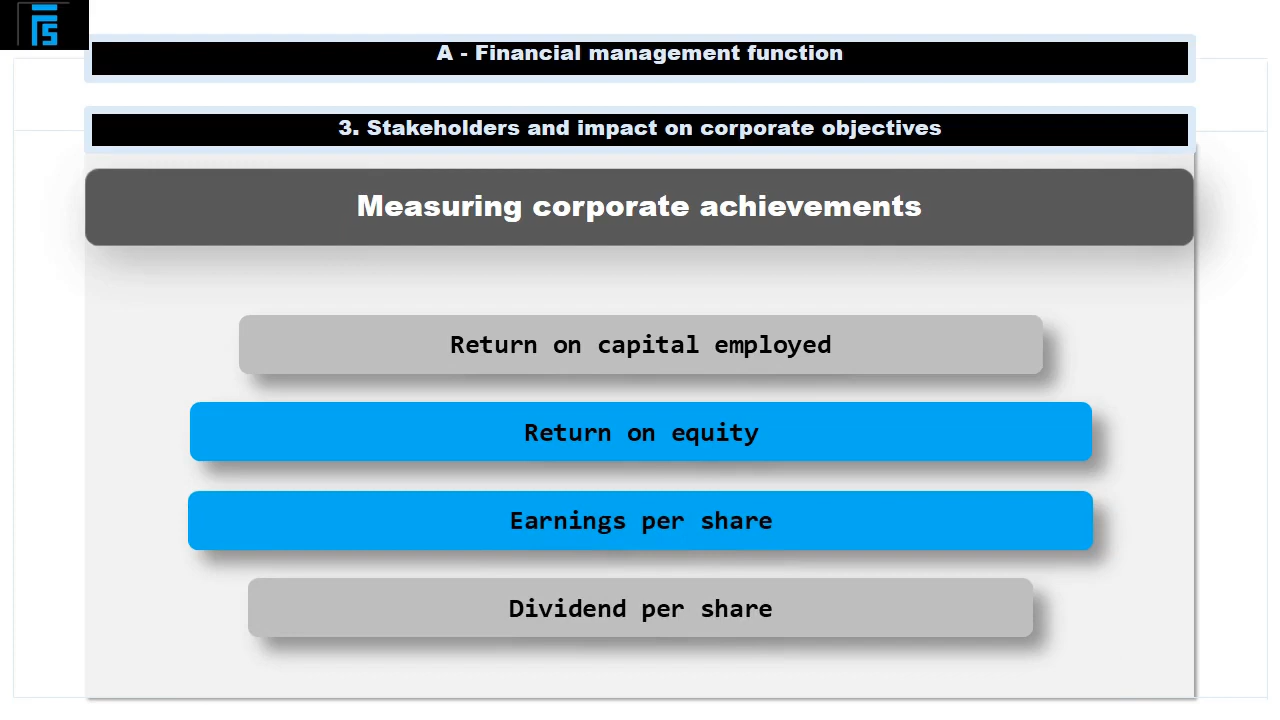 A - Financial management function
3. Stakeholders and impact on corporate objectives
Measuring corporate achievements
Return on capital employed
Return on equity
Earnings per share
Dividend per share